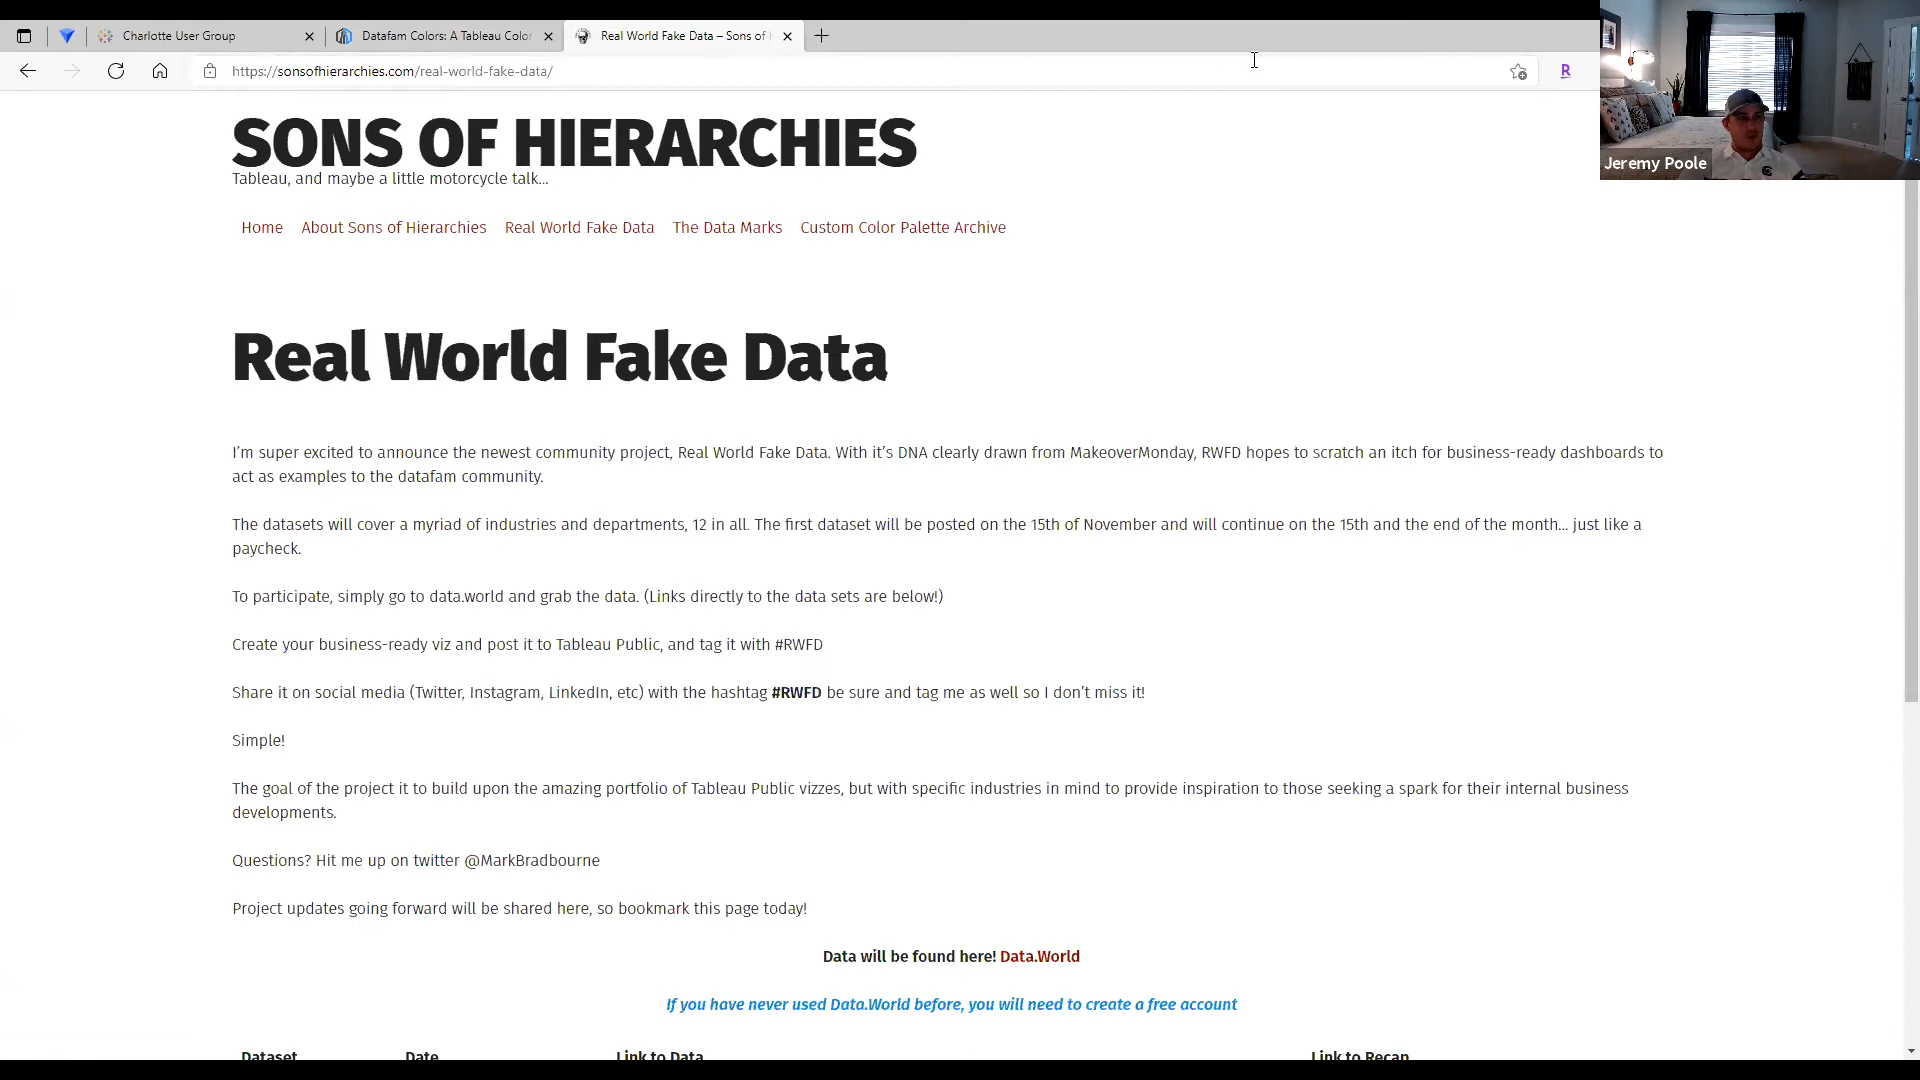 Charlotte User Group
Datafam Colors: A Tableau Color
Real World Fake Data – Sons of H
https://sonsofhierarchies.com/real-world-fake-data/
R
Jeremy Poole
SONS OF HIERARCHIES
Tableau, and maybe a little motorcycle talk…
Home About Sons of Hierarchies Real World Fake Data The Data Marks Custom Color Palette Archive
Real World Fake Data
I’m super excited to announce the newest community project, Real World Fake Data. With it’s DNA clearly drawn from MakeoverMonday, RWFD hopes to scratch an itch for business-ready dashboards to
act as examples to the datafam community.
The datasets will cover a myriad of industries and departments, 12 in all. The first dataset will be posted on the 15th of November and will continue on the 15th and the end of the month… just like a
paycheck.
To participate, simply go to data.world and grab the data. (Links directly to the data sets are below!)
Create your business-ready viz and post it to Tableau Public, and tag it with #RWFD
Share it on social media (Twitter, Instagram, LinkedIn, etc) with the hashtag #RWFD be sure and tag me as well so I don’t miss it!
Simple!
The goal of the project it to build upon the amazing portfolio of Tableau Public vizzes, but with specific industries in mind to provide inspiration to those seeking a spark for their internal business
developments.
Questions? Hit me up on twitter @MarkBradbourne
Project updates going forward will be shared here, so bookmark this page today!
Data will be found here! Data.World
If you have never used Data.World before, you will need to create a free account
Dataset Date Link to Data Link to Recap